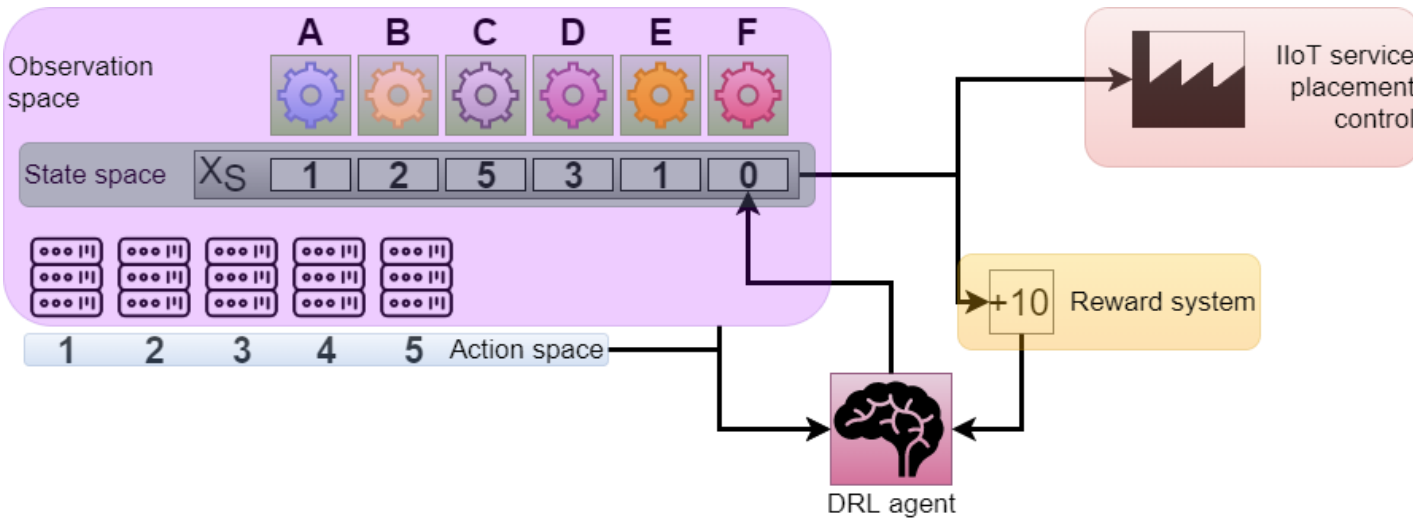 A B C D E F
Observation
space
IIoT service
placement
control
State space XS 1 2 5 3 1 0
+10 Reward system
1 2 3 4 5 Action space
DRL agent